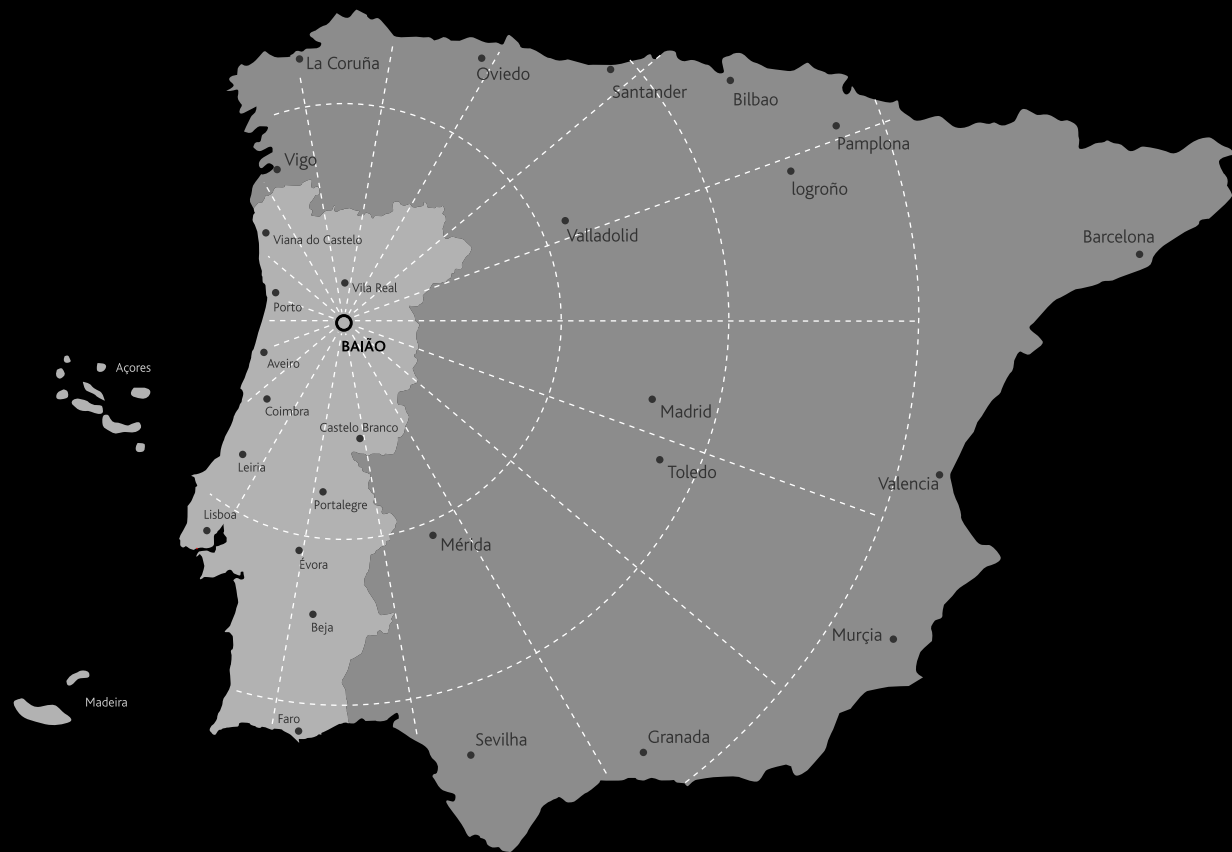 La Coruña
Oviedo
Santander
Bilbao
Pamplona
Vigo
logroño
Valladolid
Barcelona
Viana do Castelo
Vila Real
Porto
BAIÃO
Aveiro
Açores
Coimbra
Madrid
Castelo Branco
Leiria
Toledo
Valencia
Portalegre
Lisboa
Mérida
Évora
Beja
Murçia
Madeira
Faro
Sevilha
Granada